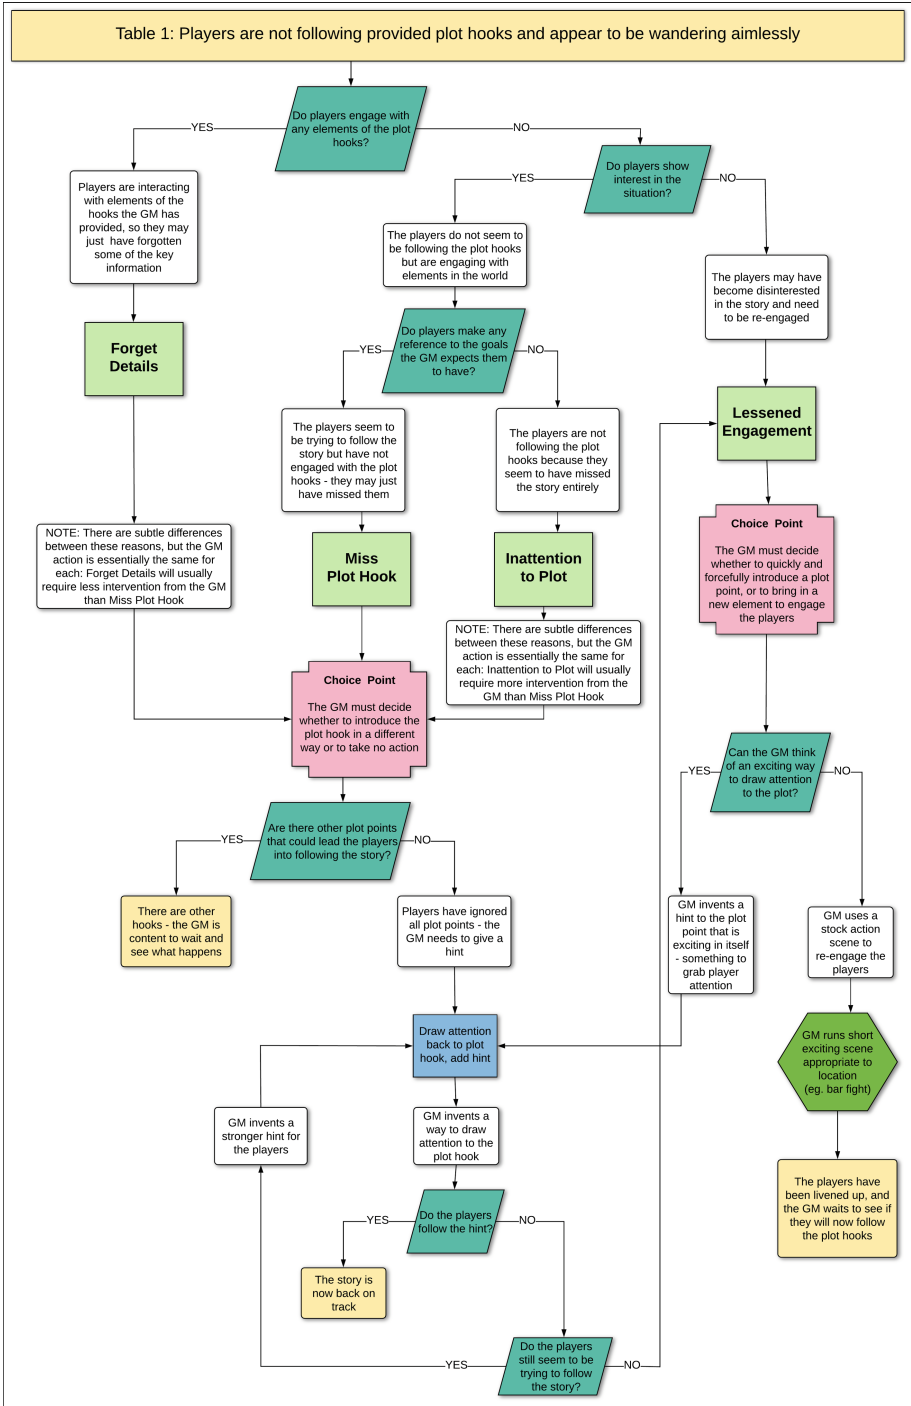 Table 1: Players are not following provided plot hooks and appear to be wandering aimlessly
Do players engage with
any elements of the plot
hooks?
YES
NO
Do players show
interest in the
situation?
YES
NO
Players are interacting
with elements of the
hooks the GM has
provided, so they may
just have forgotten
some of the key
information
The players do not seem to
be following the plot hooks
but are engaging with
elements in the world
The players may have
become disinterested
in the story and need
to be re-engaged
Forget
Details
Do players make any
reference to the goals
the GM expects them
to have?
YES
NO
Lessened
Engagement
The players seem to
be trying to follow the
story but have not
engaged with the plot
hooks - they may just
have missed them
The players are not
following the plot
hooks because they
seem to have missed
the story entirely
Choice Point
The GM must decide
whether to quickly and
forcefully introduce a plot
point, or to bring in a
new element to engage
the players
NOTE: There are subtle differences
between these reasons, but the GM
action is essentially the same for
each: Forget Details will usually
require less intervention from the GM
than Miss Plot Hook
Miss
Plot Hook
Inattention
to Plot
NOTE: There are subtle differences
between these reasons, but the GM
action is essentially the same for
each: Inattention to Plot will usually
require more intervention from the
GM than Miss Plot Hook
Choice Point
The GM must decide
whether to introduce the
plot hook in a different
way or to take no action
Can the GM think
of an exciting way
to draw attention
to the plot?
YES
NO
Are there other plot points
that could lead the players
into following the story?
YES
NO
There are other
hooks - the GM is
content to wait and
see what happens
Players have ignored
all plot points - the
GM needs to give a
hint
GM invents a
hint to the plot
point that is
exciting in itself
- something to
grab player
attention
GM uses a
stock action
scene to
re-engage the
players
Draw attention
back to plot
hook, add hint
GM runs short
exciting scene
appropriate to
location
(eg. bar fight)
GM invents a
stronger hint for
the players
GM invents a
way to draw
attention to the
plot hook
The players have
been livened up, and
the GM waits to see if
they will now follow
the plot hooks
Do the players
follow the hint?
YES
NO
The story is
now back on
track
Do the players
still seem to be
trying to follow
the story?
YES
NO